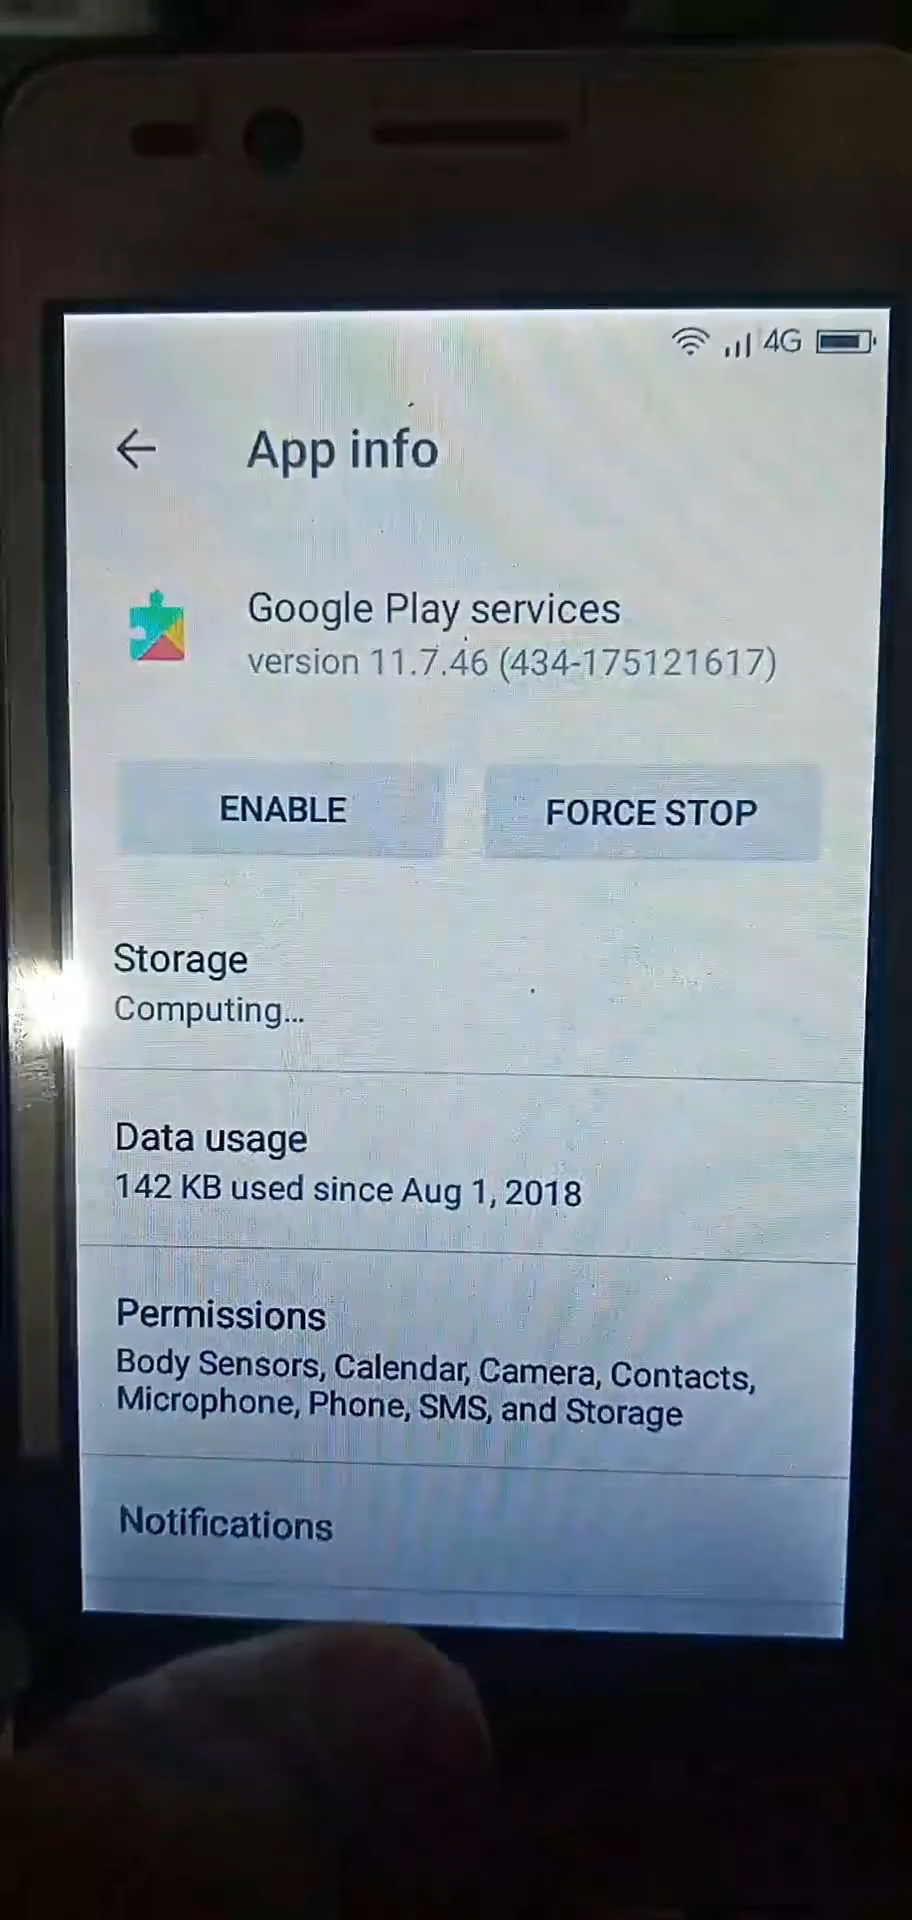 4G
App info
Google Play services
version 11.7.46 (434-175121617)
ENABLE
FORCE STOP
Storage
Computing...
Data usage
142 KB used since Aug 1, 2018
Permissions
Body Sensors, Calendar, Camera, Contacts,
Microphone, Phone, SMS, and Storage
Notifications